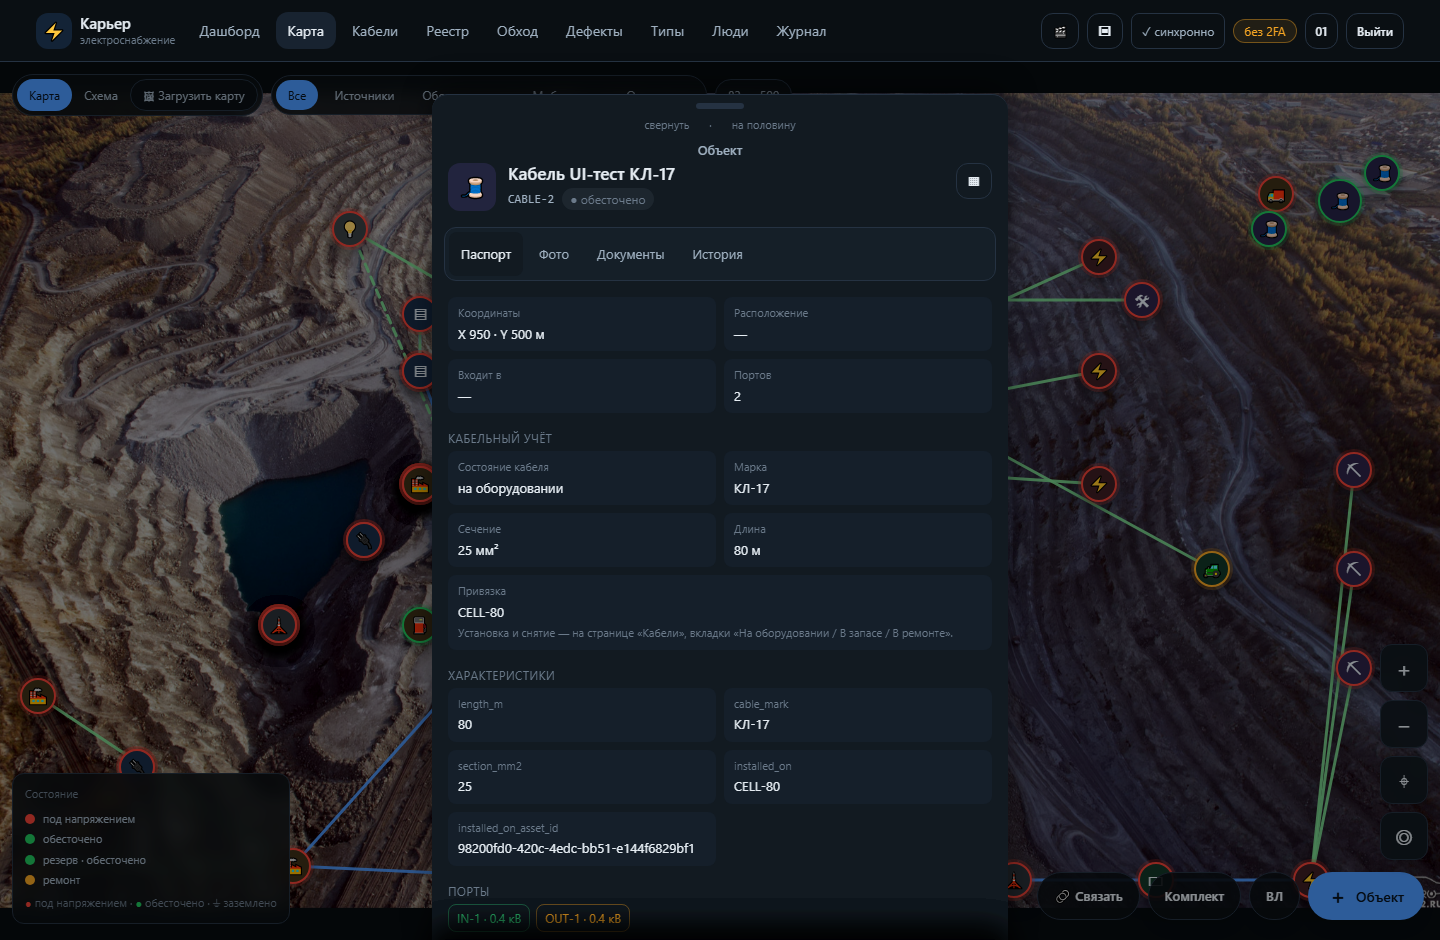 Карьер
электроснабжение
Дашборд
Карта
Кабели
Реестр
Обход
Дефекты
Типы
Люди
Журнал
✓ синхронно
без 2FA
01
Выйти
Карта
Схема
Загрузить карту
Все
Источники
свернуть · на половину
Объект
Кабель UI-тест КЛ-17
CABLE-2
● обесточено
Паспорт
Фото
Документы
История
Координаты
X 950 · Y 500 м
Расположение
—
Входит в
—
Портов
2
КАБЕЛЬНЫЙ УЧЁТ
Состояние кабеля
на оборудовании
Марка
КЛ-17
Сечение
25 мм²
Длина
80 м
Привязка
CELL-80
Установка и снятие — на странице «Кабели», вкладки «На оборудовании / В запасе / В ремонте».
ХАРАКТЕРИСТИКИ
length_m
80
cable_mark
КЛ-17
section_mm2
25
installed_on
CELL-80
installed_on_asset_id
98200fd0-420c-4edc-bb51-e144f6829bf1
ПОРТЫ
IN-1 · 0.4 кВ
OUT-1 · 0.4 кВ
Состояние
под напряжением
обесточено
резерв · обесточено
ремонт
● под напряжением · ● обесточено · ⏚ заземлено
+
−
Связать
Комплект
ВЛ
+ Объект